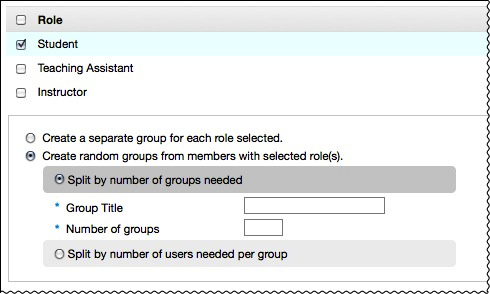 Role
Student
Teaching Assistant
Instructor
Create a separate group for each role selected.
Create random groups from members with selected role(s).
Split by number of groups needed
* Group Title
* Number of groups
Split by number of users needed per group